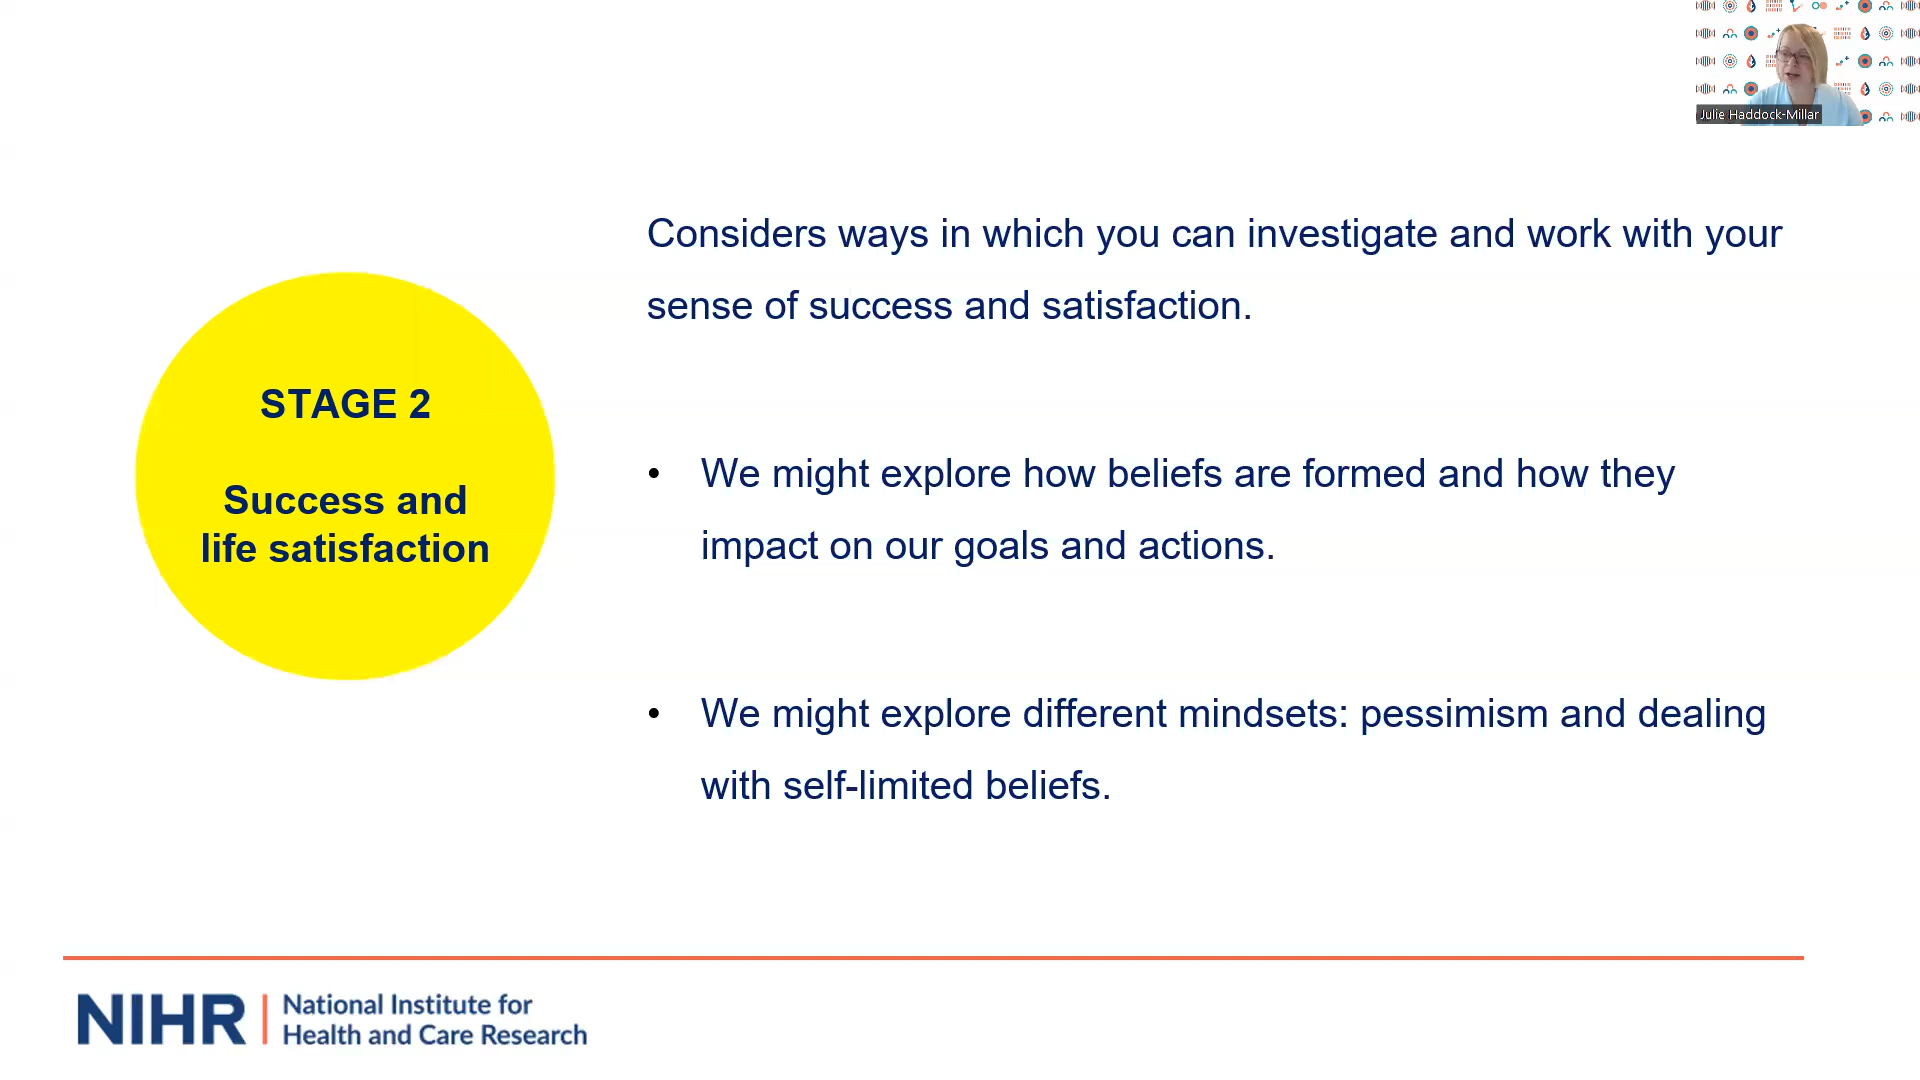 Julie Haddock-Millar
Considers ways in which you can investigate and work with your
sense of success and satisfaction.
STAGE 2
Success and
life satisfaction
• We might explore how beliefs are formed and how they
impact on our goals and actions.
• We might explore different mindsets: pessimism and dealing
with self-limited beliefs.
NIHR | National Institute for
Health and Care Research